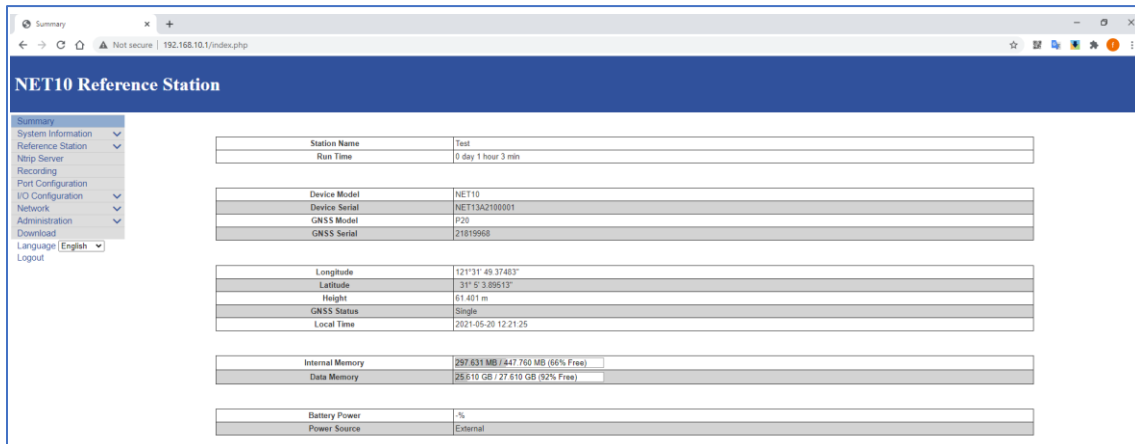 Summary
Not secure | 192.168.10.1/index.php
NET10 Reference Station
Summary
System Information
Reference Station
Ntrip Server
Recording
Port Configuration
I/O Configuration
Network
Administration
Download
Language English
Logout
Station Name Test
Run Time 0 day 1 hour 3 min
Device Model NET10
Device Serial NET13A2100001
GNSS Model P20
GNSS Serial 21819968
Longitude 121°31' 49.37483"
Latitude 31° 5' 3.89513"
Height 61.401 m
GNSS Status Single
Local Time 2021-05-20 12:21:25
Internal Memory 297.631 MB / 447.760 MB (66% Free)
Data Memory 25.610 GB / 27.610 GB (92% Free)
Battery Power -%
Power Source External